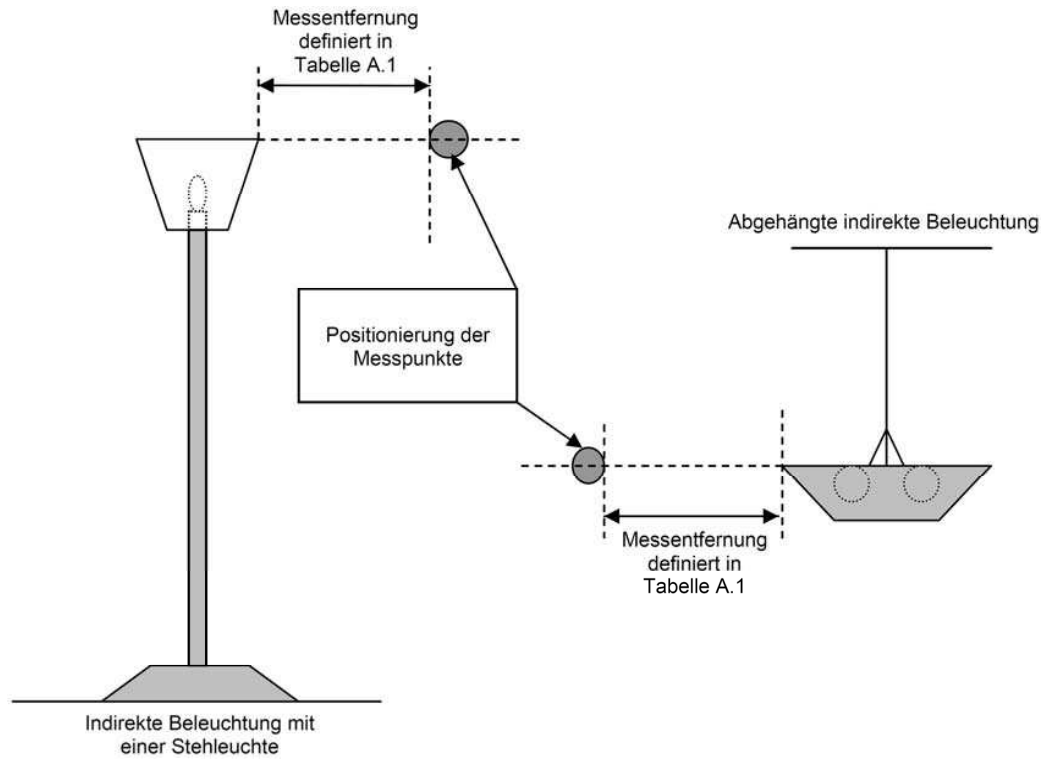 Messentfernung
definiert in
Tabelle A.1
Abgehängte indirekte Beleuchtung
Positionierung der
Messpunkte
Messentfernung
definiert in
Tabelle A.1
Indirekte Beleuchtung mit
einer Stehleuchte